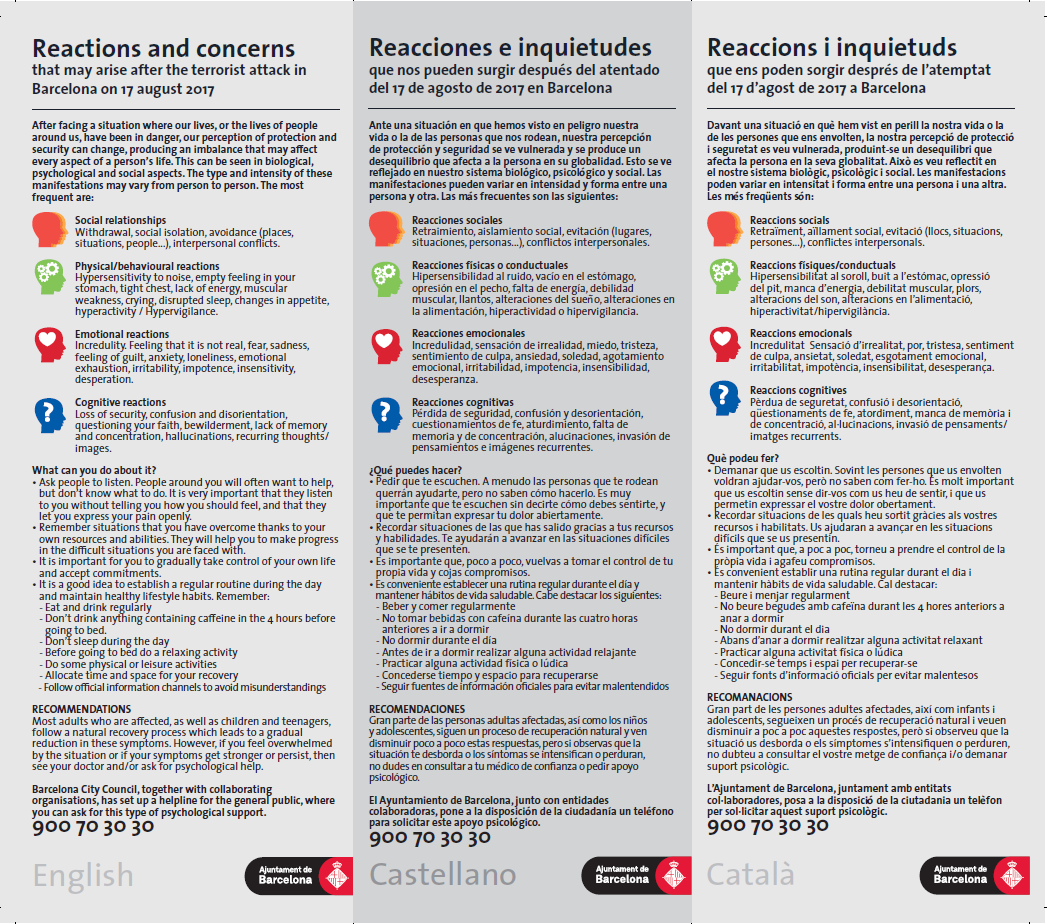 Reactions and concerns
that may arise after the terrorist attack in
Barcelona on 17 august 2017
After facing a situation where our lives, or the lives of people
around us, have been in danger, our perception of protection and
security can change, producing an imbalance that may affect
every aspect of a person's life. This can be seen in biological,
psychological and social aspects. The type and intensity of these
manifestations may vary from person to person. The most
frequent are:
Social relationships
Withdrawal, social isolation, avoidance (places,
situations, people...), interpersonal conflicts.
Physical/behavioural reactions
Hypersensitivity to noise, empty feeling in your
stomach, tight chest, lack of energy, muscular
weakness, crying, disrupted sleep, changes in appetite,
hyperactivity / Hypervigilance.
Emotional reactions
Incredulity. Feeling that it is not real, fear, sadness,
feeling of guilt, anxiety, loneliness, emotional
exhaustion, irritability, impotence, insensitivity,
desperation.
?
Cognitive reactions
Loss of security, confusion and disorientation,
questioning your faith, bewilderment, lack of memory
and concentration, hallucinations, recurring thoughts/
images.
What can you do about it?
• Ask people to listen. People around you will often want to help,
but don't know what to do. It is very important that they listen
to you without telling you how you should feel, and that they
let you express your pain openly.
• Remember situations that you have overcome thanks to your
own resources and abilities. They will help you to make progress
in the difficult situations you are faced with.
• It is important for you to gradually take control of your own life
and accept commitments.
• It is a good idea to establish a regular routine during the day
and maintain healthy lifestyle habits. Remember:
- Eat and drink regularly
- Don't drink anything containing caffeine in the 4 hours before
going to bed.
- Don't sleep during the day
- Before going to bed do a relaxing activity
- Do some physical or leisure activities
- Allocate time and space for your recovery
- Follow official information channels to avoid misunderstandings
RECOMMENDATIONS
Most adults who are affected, as well as children and teenagers,
follow a natural recovery process which leads to a gradual
reduction in these symptoms. However, if you feel overwhelmed
by the situation or if your symptoms get stronger or persist, then
see your doctor and/or ask for psychological help.
Barcelona City Council, together with collaborating
organisations, has set up a helpline for the general public, where
you can ask for this type of psychological support.
900 70 30 30
English
Ajuntament de
Barcelona
Reacciones e inquietudes
que nos pueden surgir después del atentado
del 17 de agosto de 2017 en Barcelona
Ante una situación en que hemos visto en peligro nuestra
vida o la de las personas que nos rodean, nuestra percepción
de protección y seguridad se ve vulnerada y se produce un
desequilibrio que afecta a la persona en su globalidad. Esto se ve
reflejado en nuestro sistema biológico, psicológico y social. Las
manifestaciones pueden variar en intensidad y forma entre una
persona y otra. Las más frecuentes son las siguientes:
Reacciones sociales
Retraimiento, aislamiento social, evitación (lugares,
situaciones, personas...), conflictos interpersonales.
Reacciones físicas o conductuales
Hipersensibilidad al ruido, vacío en el estómago,
opresión en el pecho, falta de energía, debilidad
muscular, llantos, alteraciones del sueño, alteraciones en
la alimentación, hiperactividad o hipervigilancia.
Reacciones emocionales
Incredulidad, sensación de irrealidad, miedo, tristeza,
sentimiento de culpa, ansiedad, soledad, agotamiento
emocional, irritabilidad, impotencia, insensibilidad,
desesperanza.
?
Reacciones cognitivas
Pérdida de seguridad, confusión y desorientación,
cuestionamientos de fe, aturdimiento, falta de
memoria y de concentración, alucinaciones, invasión de
pensamientos e imágenes recurrentes.
¿Qué puedes hacer?
• Pedir que te escuchen. A menudo las personas que te rodean
querrán ayudarte, pero no saben cómo hacerlo. Es muy
importante que te escuchen sin decirte cómo debes sentirte, y
que te permitan expresar tu dolor abiertamente.
• Recordar situaciones de las que has salido gracias a tus recursos
y habilidades. Te ayudarán a avanzar en las situaciones difíciles
que se te presenten.
• Es importante que, poco a poco, vuelvas a tomar el control de tu
propia vida y cojas compromisos.
• Es conveniente establecer una rutina regular durante el día y
mantener hábitos de vida saludable. Cabe destacar los siguientes:
- Beber y comer regularmente
- No tomar bebidas con cafeína durante las cuatro horas
anteriores a ir a dormir
- No dormir durante el día
- Antes de ir a dormir realizar alguna actividad relajante
- Practicar alguna actividad física o lúdica
- Concederse tiempo y espacio para recuperarse
- Seguir fuentes de información oficiales para evitar malentendidos
RECOMENDACIONES
Gran parte de las personas adultas afectadas, así como los niños
y adolescentes, siguen un proceso de recuperación natural y ven
disminuir poco a poco estas respuestas, pero si observas que la
situación te desborda o los síntomas se intensifican o perduran,
no dudes en consultar a tu médico de confianza o pedir apoyo
psicológico.
El Ayuntamiento de Barcelona, junto con entidades
colaboradoras, pone a la disposición de la ciudadanía un teléfono
para solicitar este apoyo psicológico.
900 70 30 30
Castellano
Ajuntament de
Barcelona
Reaccions i inquietuds
que ens poden sorgir després de l'atemptat
del 17 d'agost de 2017 a Barcelona
Davant una situació en què hem vist en perill la nostra vida o la
de les persones que ens envolten, la nostra percepció de protecció
i seguretat es veu vulnerada, produint-se un desequilibri que
afecta la persona en la seva globalitat. Això es veu reflectit en
el nostre sistema biològic, psicològic i social. Les manifestacions
poden variar en intensitat i forma entre una persona i una altra.
Les més freqüents són:
Reaccions socials
Retraïment, aïllament social, evitació (llocs, situacions,
persones...), conflictes interpersonals.
Reaccions físiques/conductuals
Hipersensibilitat al soroll, buit a l'estómac, opressió
del pit, manca d'energia, debilitat muscular, plors,
alteracions del son, alteracions en l'alimentació,
hiperactivitat/hipervigilància.
Reaccions emocionals
Incredulitat  Sensació d'irrealitat, por, tristesa, sentiment
de culpa, ansietat, soledat, esgotament emocional,
irritabilitat, impotència, insensibilitat, desesperança.
?
Reaccions cognitives
Pèrdua de seguretat, confusió i desorientació,
qüestionaments de fe, atordiment, manca de memòria i
de concentració, al·lucinacions, invasió de pensaments/
imatges recurrents.
Què podeu fer?
• Demanar que us escoltin. Sovint les persones que us envolten
voldran ajudar-vos, però no saben com fer-ho. És molt important
que us escoltin sense dir-vos com us heu de sentir, i que us
permetin expressar el vostre dolor obertament.
• Recordar situacions de les quals heu sortit gràcies als vostres
recursos i habilitats. Us ajudaran a avançar en les situacions
difícils que se us presentin.
• És important que, a poc a poc, torneu a prendre el control de la
pròpia vida i agafeu compromisos.
• És convenient establir una rutina regular durant el dia i
mantenir hàbits de vida saludable. Cal destacar:
- Beure i menjar regularment
- No beure begudes amb cafeïna durant les 4 hores anteriors a
anar a dormir
- No dormir durant el dia
- Abans d'anar a dormir realitzar alguna activitat relaxant
- Practicar alguna activitat física o lúdica
- Concedir-se temps i espai per recuperar-se
- Seguir fonts d'informació oficials per evitar malentesos
RECOMANACIONS
Gran part de les persones adultes afectades, així com infants i
adolescents, segueixen un procés de recuperació natural i veuen
disminuir a poc a poc aquestes respostes, però si observeu que la
situació us desborda o els símptomes s'intensifiquen o perduren,
no dubteu a consultar el vostre metge de confiança i/o demanar
suport psicològic.
L'Ajuntament de Barcelona, juntament amb entitats
col·laboradores, posa a la disposició de la ciutadania un telèfon
per sol·licitar aquest suport psicològic.
900 70 30 30
Català
Ajuntament de
Barcelona